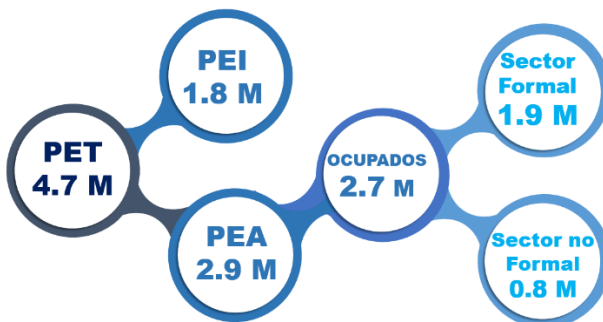 PEI
1.8 M
PET
4.7 M
PEA
2.9 M
OCUPADOS
2.7 M
Sector
Formal
1.9 M
Sector no
Formal
0.8 M